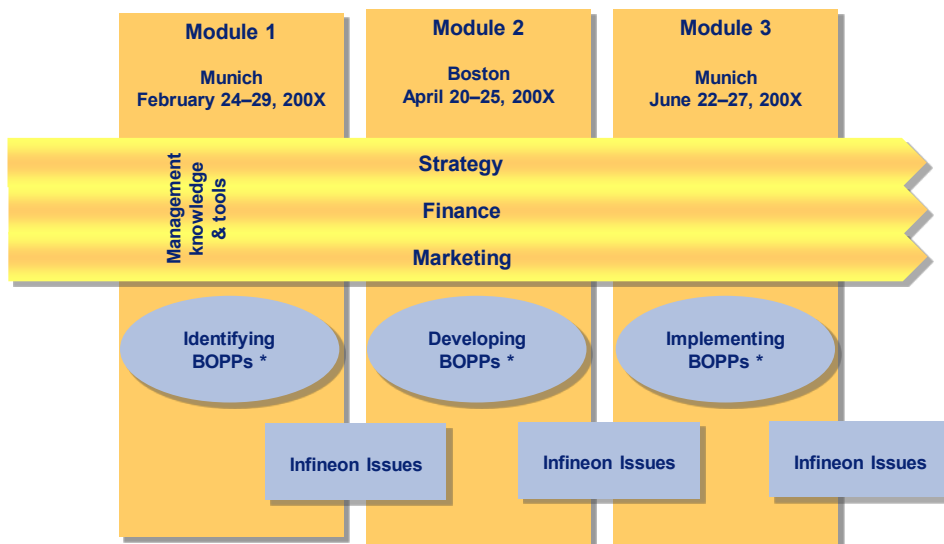 Module 1
Munich
February 24–29, 200X
Module 2
Boston
April 20–25, 200X
Module 3
Munich
June 22–27, 200X
Management
knowledge
& tools
Strategy
Finance
Marketing
Identifying
BOPPs *
Developing
BOPPs *
Implementing
BOPPs *
Infineon Issues
Infineon Issues
Infineon Issues